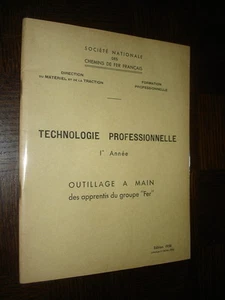 SOCIÉTÉ NATIONALE
DES
CHEMINS DE FER FRANÇAIS
DIRECTION
DU MATÉRIEL ET DE LA TRACTION
FORMATION
PROFESSIONNELLE
TECHNOLOGIE PROFESSIONNELLE
1° Année
OUTILLAGE A MAIN
des apprentis du groupe "Fer"